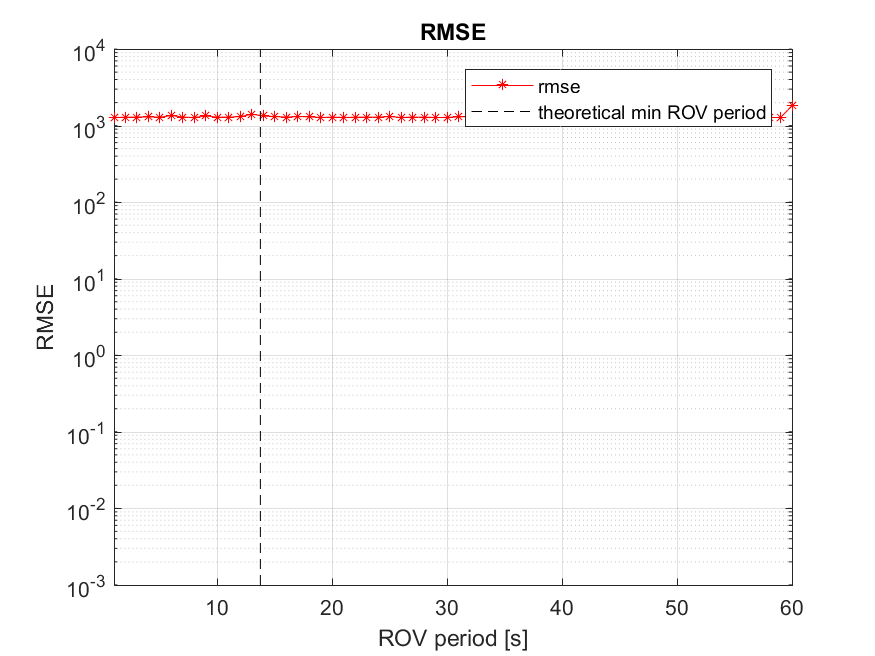 RMSE
10^4
10^3
10^2
10^1
10^0
10^-1
10^-2
10^-3
RMSE
rmse
theoretical min ROV period
10 20 30 40 50 60
ROV period [s]